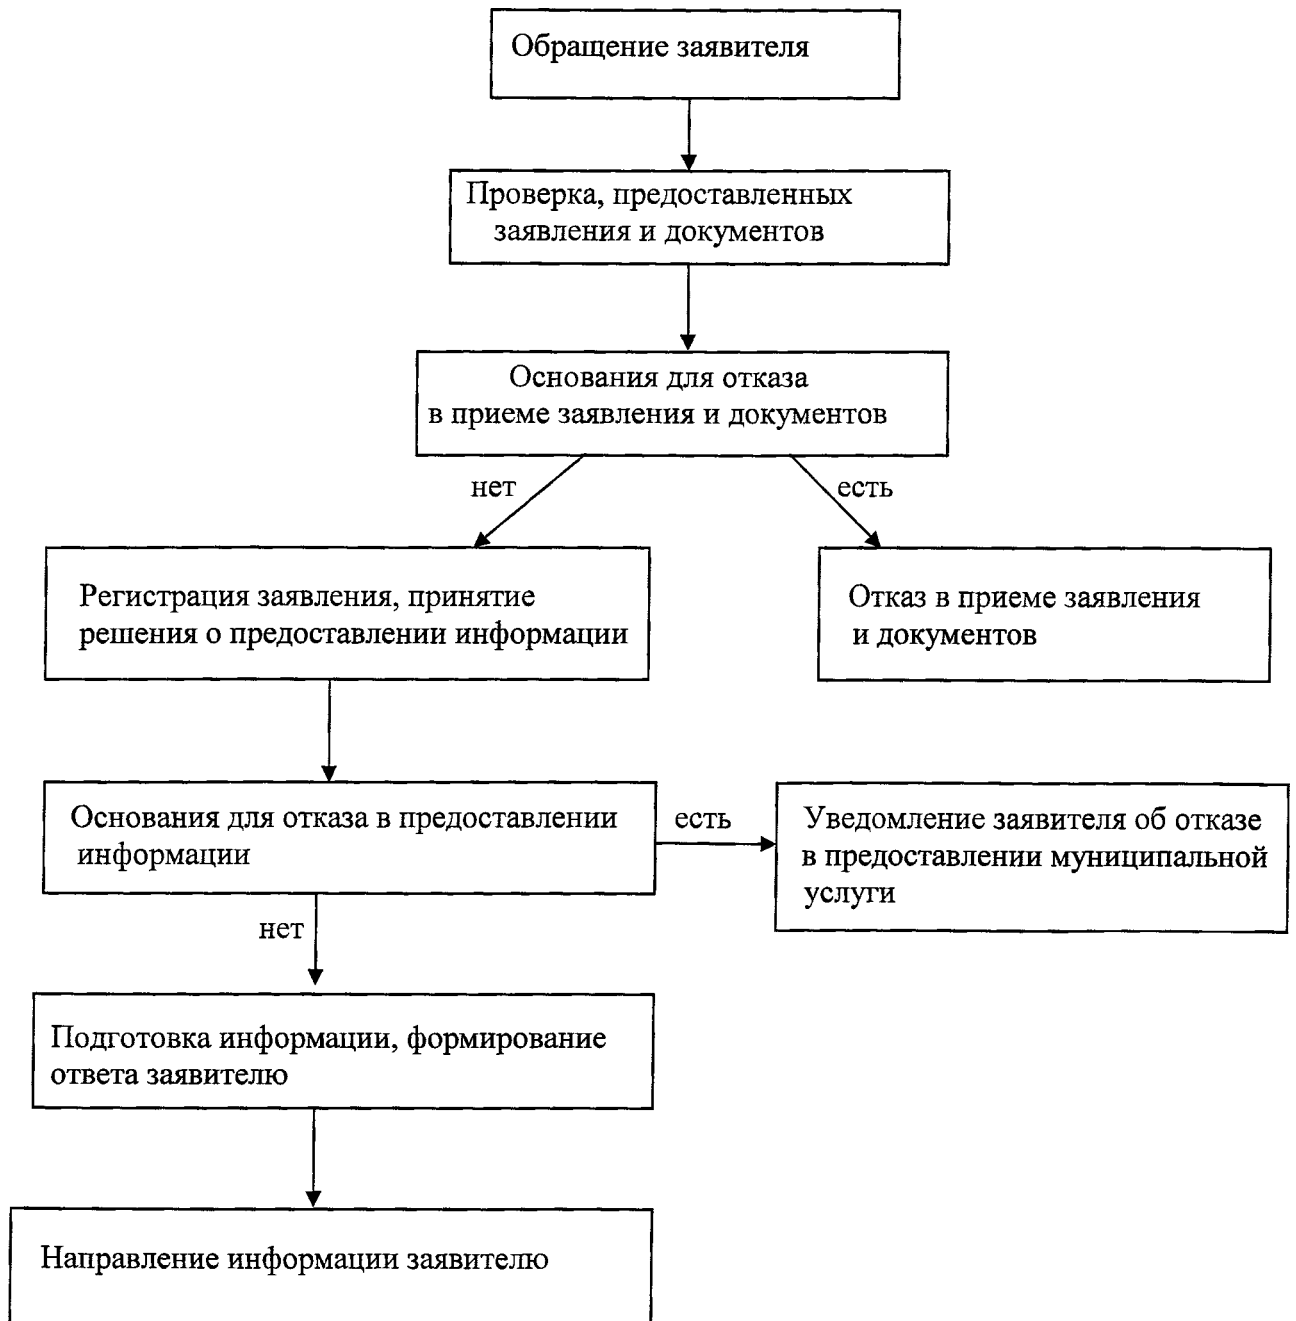 Обращение заявителя
Проверка, предоставленных
заявления и документов
Основания для отказа
в приеме заявления и документов
нет
есть
Регистрация заявления, принятие
решения о предоставлении информации
Отказ в приеме заявления
и документов
Основания для отказа в предоставлении
информации
есть
Уведомление заявителя об отказе
в предоставлении муниципальной
услуги
нет
Подготовка информации, формирование
ответа заявителю
Направление информации заявителю